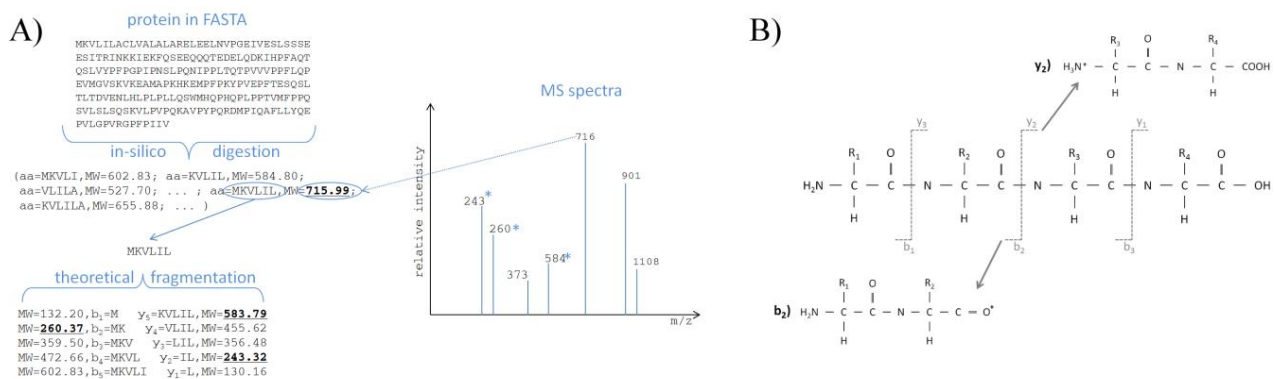 A)
protein in FASTA
MKVLILACLVALALARELEELNVPGEIVESLSSSE
ESITRINKKIEKFQSEEQQQTEDELQDKIHPFAQT
QSLVYPFPGPIPNSLPQNIPPLTQTPVVVPPFLQP
EVMGVSKVKEAMAPKHKEMPFPKYPVEPFTESQSL
TLTDVENLHLPLPLLQSWMHQPHQPLPPTVMFPPQ
SVLSLSQSKVLPVPQKAVPYPQRDMPIQAFLLYQE
PVLGPVRGPFPIIV
in-silico digestion
(aa=MKVLI,MW=602.83; aa=KVLIL,MW=584.80;
aa=VLILA,MW=527.70; ... ; aa=MKVLIL,MW=715.99;
aa=KVLILA,MW=655.88; ... )
MKVLIL
theoretical fragmentation
MW=132.20,b₁=M y₅=KVLIL,MW=583.79
MW=260.37,b₂=MK y₄=VLIL,MW=455.62
MW=359.50,b₃=MKV y₃=LIL,MW=356.48
MW=472.66,b₄=MKVL y₂=IL,MW=243.32
MW=602.83,b₅=MKVLI y₁=L,MW=130.16
MS spectra
relative intensity
716
901
243*
260*
584*
373
1108
m/z
B)
R₃ O R₄
y₂) H₃N⁺ — C — C — N — C — COOH
H H
y₃ y₂ y₁
R₁ O R₂ O R₃ O R₄ O
H₂N — C — C — N — C — C — N — C — C — N — C — C — OH
H H H H
b₁ b₂ b₃
R₁ O R₂
b₂) H₂N — C — C — N — C — C — O⁺
H H